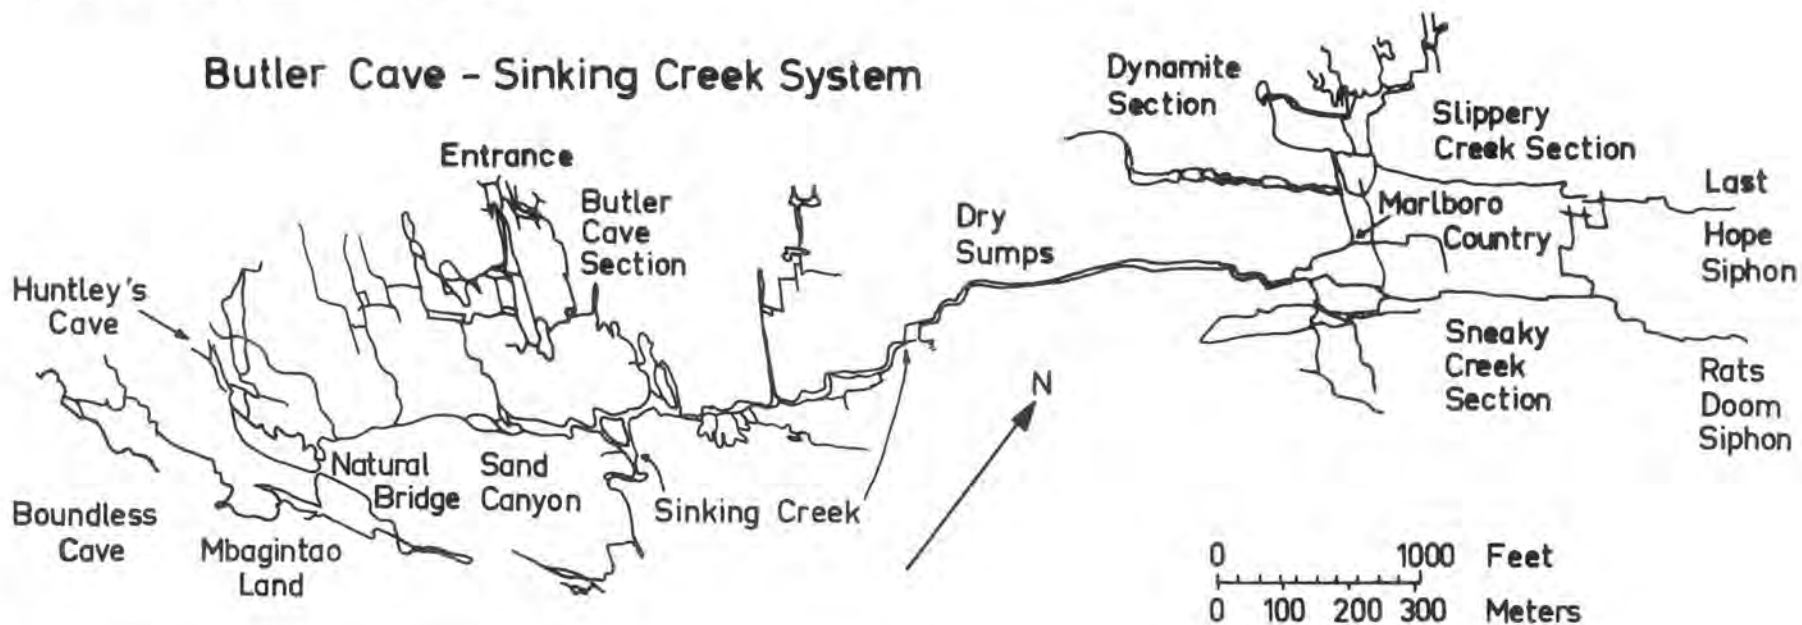 Butler Cave - Sinking Creek System
Entrance
Butler
Cave
Section
Huntley's
Cave
Boundless
Cave
Mbagintao
Land
Natural
Bridge
Sand
Canyon
Sinking Creek
Dry
Sumps
N
Dynamite
Section
Slippery
Creek Section
Marlboro
Country
Last
Hope
Siphon
Sneaky
Creek
Section
Rats
Doom
Siphon
0 1000 Feet
0 100 200 300 Meters